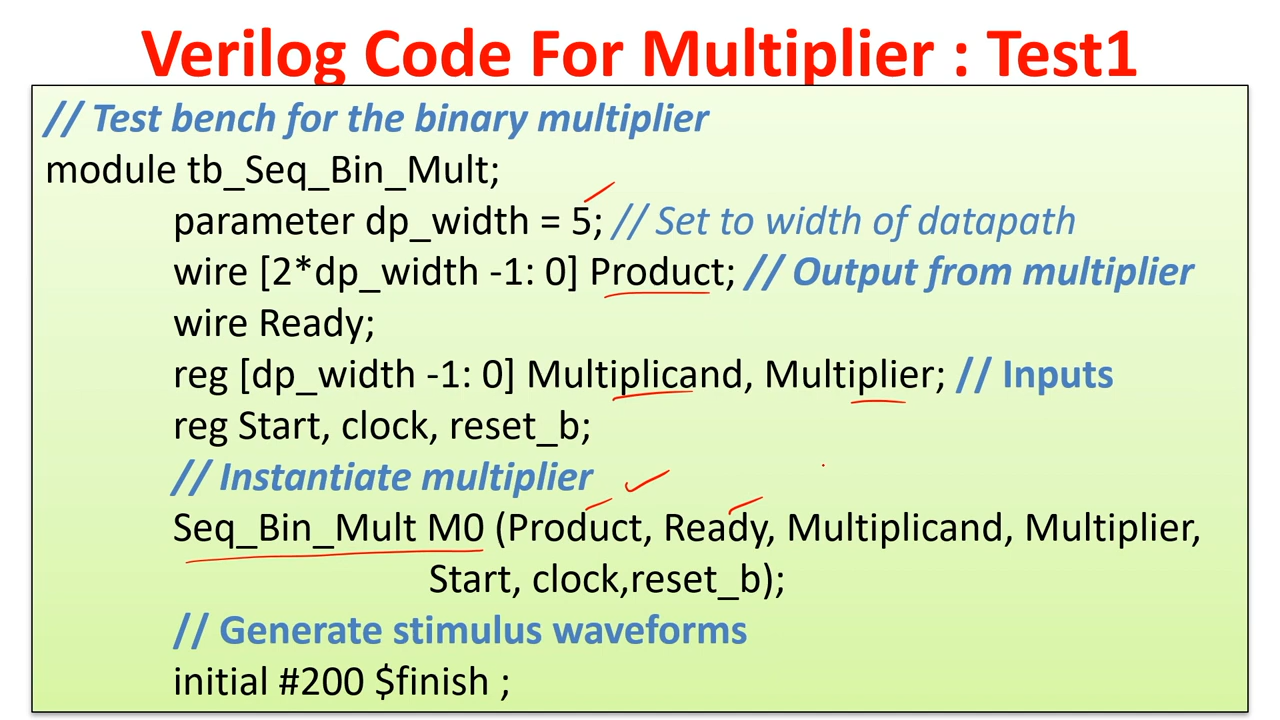 Verilog Code For Multiplier : Test1
// Test bench for the binary multiplier
module tb_Seq_Bin_Mult;
parameter dp_width = 5; // Set to width of datapath
wire [2*dp_width -1: 0] Product; // Output from multiplier
wire Ready;
reg [dp_width -1: 0] Multiplicand, Multiplier; // Inputs
reg Start, clock, reset_b;
// Instantiate multiplier
Seq_Bin_Mult M0 (Product, Ready, Multiplicand, Multiplier,
Start, clock,reset_b);
// Generate stimulus waveforms
initial #200 $finish ;